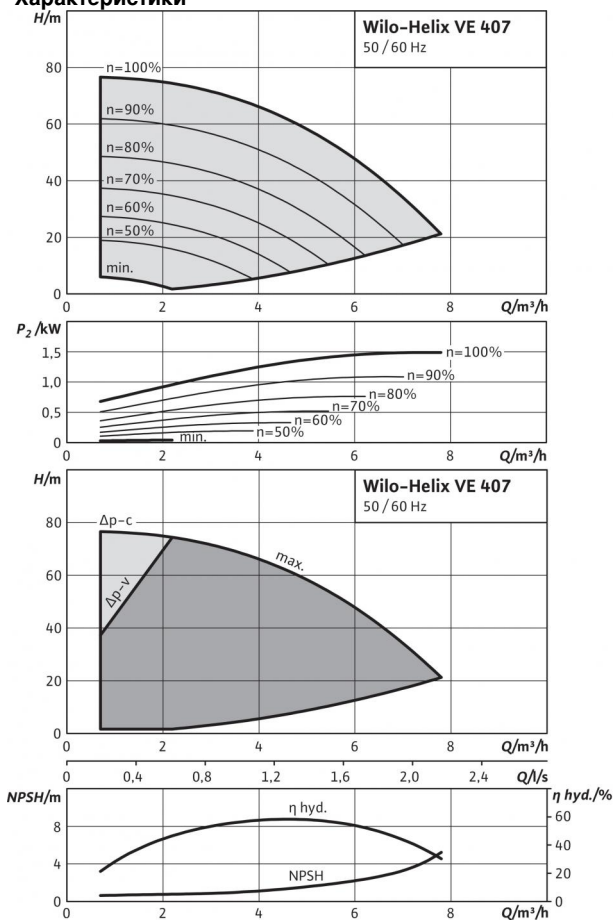 Характеристики
H/m
Wilo-Helix VE 407
50 / 60 Hz
80
60
40
20
0
n=100%
n=90%
n=80%
n=70%
n=60%
n=50%
min.
0 2 4 6 8 Q/m³/h
P₂ /kW
1,5
1,0
0,5
0
n=100%
n=90%
n=80%
n=70%
n=60%
n=50%
min.
0 2 4 6 8 Q/m³/h
H/m
Wilo-Helix VE 407
50 / 60 Hz
80
60
40
20
0
Δp-c
Δp-v
max.
0 2 4 6 8 Q/m³/h
0 0,4 0,8 1,2 1,6 2,0 2,4 Q/l/s
NPSH/m
η hyd./%
8
4
0
η hyd.
NPSH
60
40
20
0
0 2 4 6 8 Q/m³/h